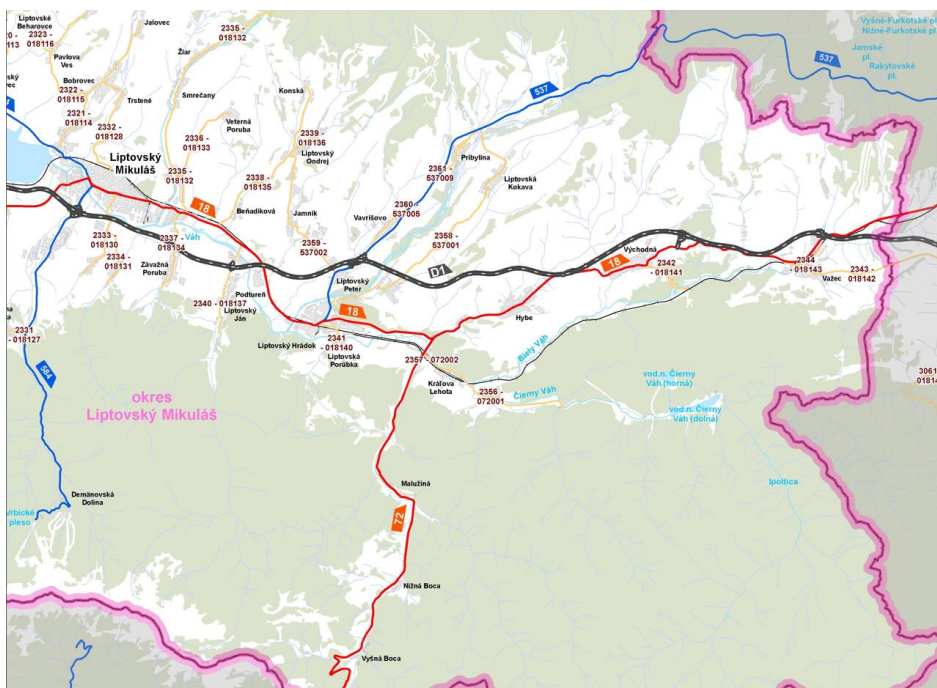 Liptovské
Beharovce
2323 -
018116
Jalovec
2335 -
018132
Vyšné-Furkotské pl.
Nižné-Furkotské pl.
Žiar
Jamské
pl.
537
Rakytovské
pl.
Pavlova
Ves
Bobrovec
2322 -
018115
Smrečany
Konská
537
Trstené
2321 -
018114
2332 -
018128
Veterná
Poruba
2336 -
018133
2339 -
018136
Liptovský
Ondrej
Pribylina
Liptovský
Mikuláš
2335 -
018132
2338 -
018135
2361 -
537009
Liptovská
Kokava
18
Beňadiková
Jamník
2360 -
537005
Vavrišovo
2333 -
018130
Váh
2337 -
018134
2359 -
537002
2358 -
537001
2334 -
018131
Závažná
Poruba
Východná
D1
18
2342
- 018141
2344
- 018143
2343 -
018142
Važec
Liptovský
Peter
Podtureň
2340 - 018137
Liptovský
Ján
18
Hybe
2331
- 018127
Liptovský Hrádok
2341
- 018140
Liptovská
Porúbka
Biely Váh
2357 - 072002
584
Kráľova
Lehota
2356 -
072001
Čierny Váh
vod.n. Čierny
Váh (horná)
vod.n. Čierny
Váh (dolná)
3061
okres
Liptovský Mikuláš
Malužiná
Ipoltica
Demänovská
Dolina
Vrbické
pleso
72
Nižná Boca
Vyšná Boca